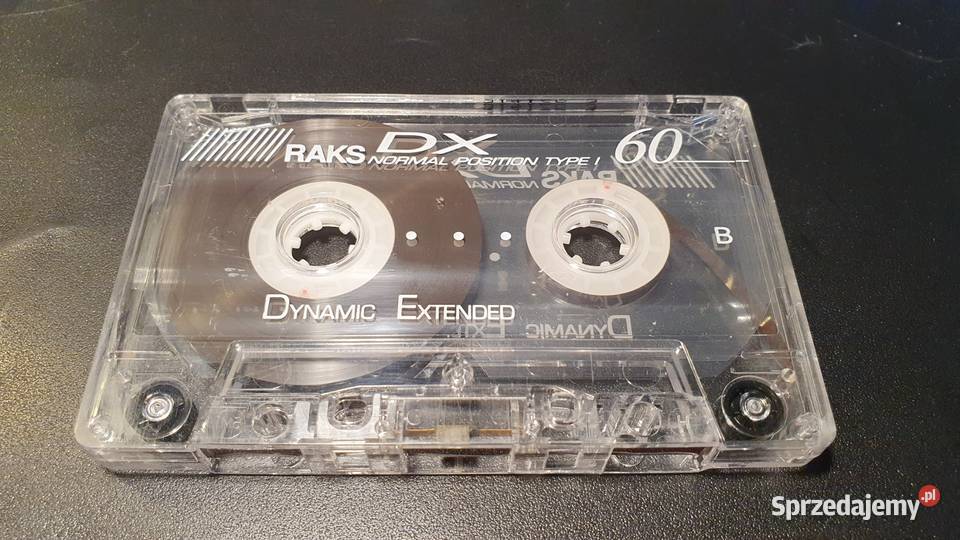 RAKS DX 60
NORMAL POSITION TYPE I
B
DYNAMIC EXTENDED
Sprzedajemy.pl